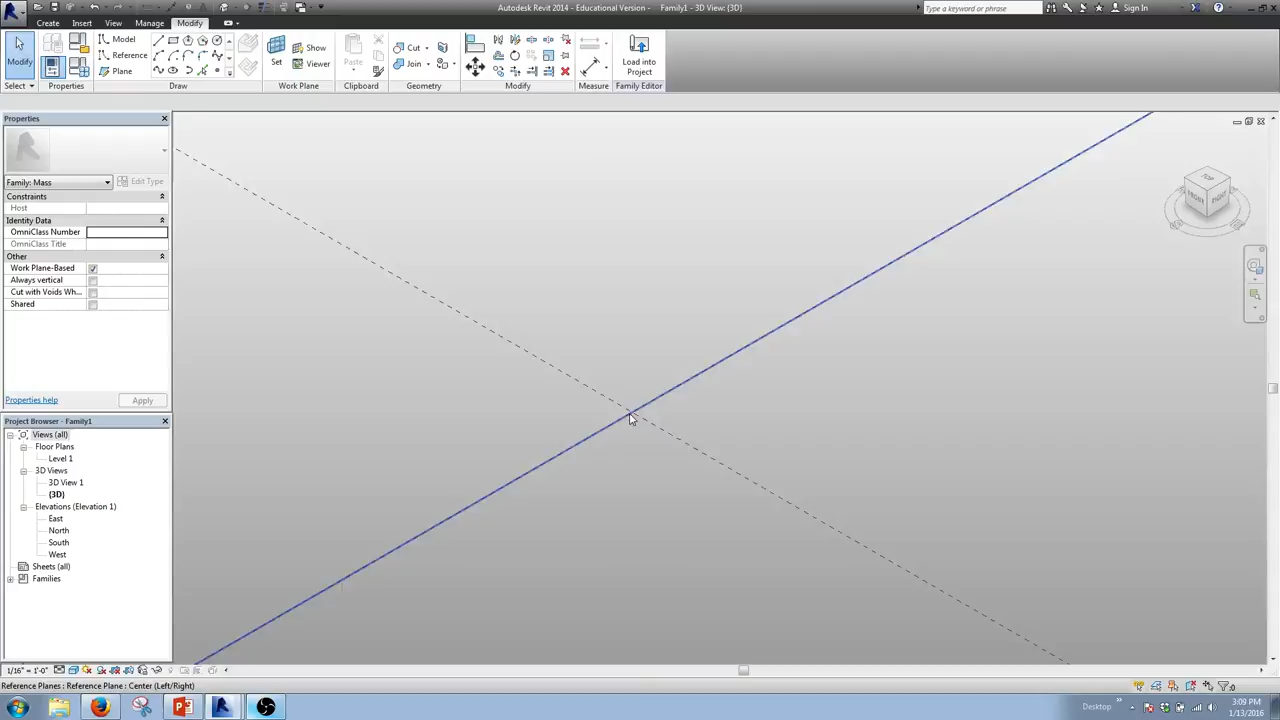 Autodesk Revit 2014 - Educational Version - Family1 - 3D View: {3D}
Type a keyword or phrase
Sign In
Create Insert View Manage Modify
Modify
Select
Properties
Model
Reference
Plane
Draw
Set
Show
Viewer
Work Plane
Paste
Clipboard
Cut
Join
Geometry
Modify
Measure
Load into
Project
Family Editor
Properties
Family: Mass
Edit Type
Constraints
Host
Identity Data
OmniClass Number
OmniClass Title
Other
Work Plane-Based
Always vertical
Cut with Voids Wh...
Shared
Properties help
Apply
FRONT
RIGHT
Project Browser - Family1
Views (all)
Floor Plans
Level 1
3D Views
3D View 1
{3D}
Elevations (Elevation 1)
East
North
South
West
Sheets (all)
Families
1/16" = 1'-0"
Reference Planes : Reference Plane : Center (Left/Right)
:0
Desktop
3:09 PM
1/13/2016